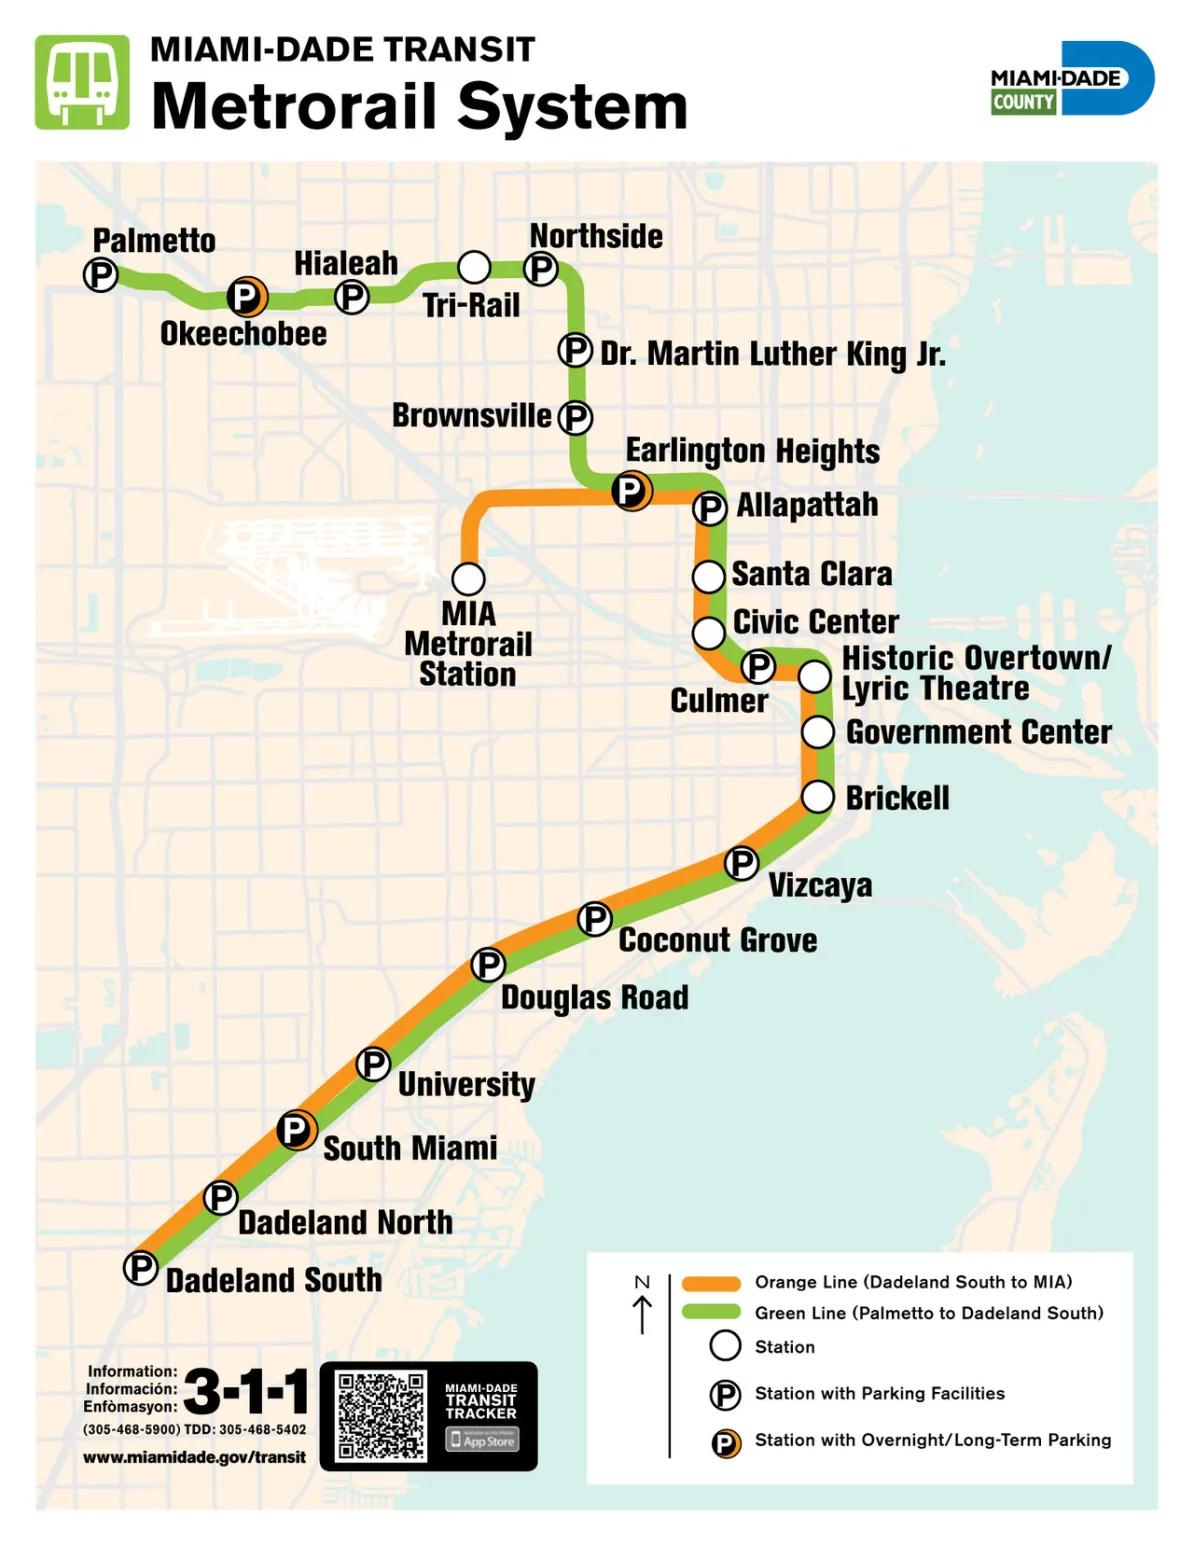 MIAMI-DADE TRANSIT
Metrorail System
MIAMI-DADE
COUNTY
Palmetto
P
Okeechobee
P
Hialeah
P
Tri-Rail
Northside
P
P Dr. Martin Luther King Jr.
Brownsville P
Earlington Heights
P
P Allapattah
MIA
Metrorail
Station
Santa Clara
Civic Center
P
Culmer
Historic Overtown/
Lyric Theatre
Government Center
Brickell
P
Vizcaya
P
Coconut Grove
P
Douglas Road
P
University
P
South Miami
P
Dadeland North
P
Dadeland South
N
Orange Line (Dadeland South to MIA)
Green Line (Palmetto to Dadeland South)
Station
P Station with Parking Facilities
P Station with Overnight/Long-Term Parking
Information:
Información:
Enfòmasyon:
3-1-1
(305-468-5900) TDD: 305-468-5402
www.miamidade.gov/transit
MIAMI-DADE
TRANSIT
TRACKER
App Store